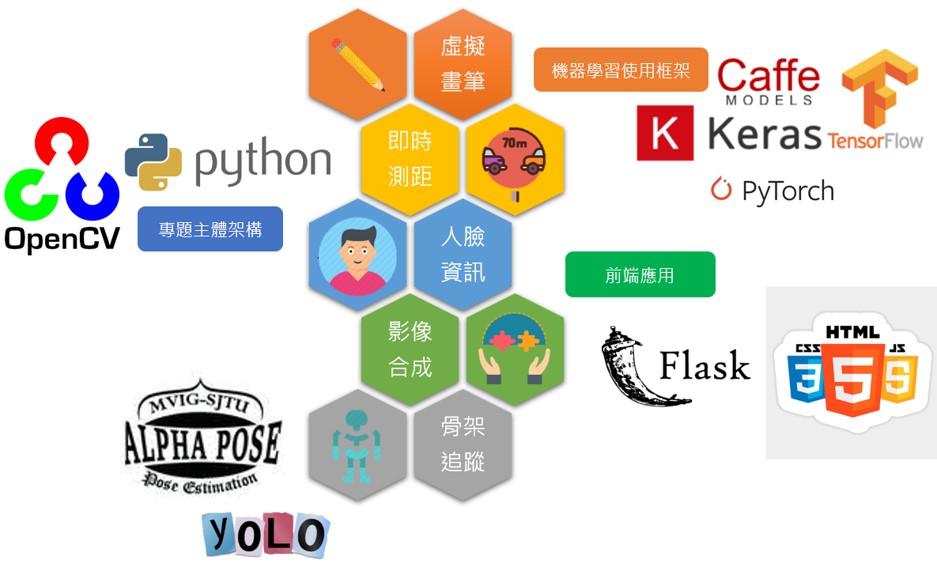 虛擬
畫筆
機器學習使用框架
Caffe
MODELS
K Keras
TensorFlow
PyTorch
即時
測距
70m
python
OpenCV
專題主體架構
人臉
資訊
前端應用
影像
合成
Flask
HTML
CSS JS
3 5 S
MVIG-SJTU
ALPHA POSE
Pose Estimation
骨架
追蹤
yOLO